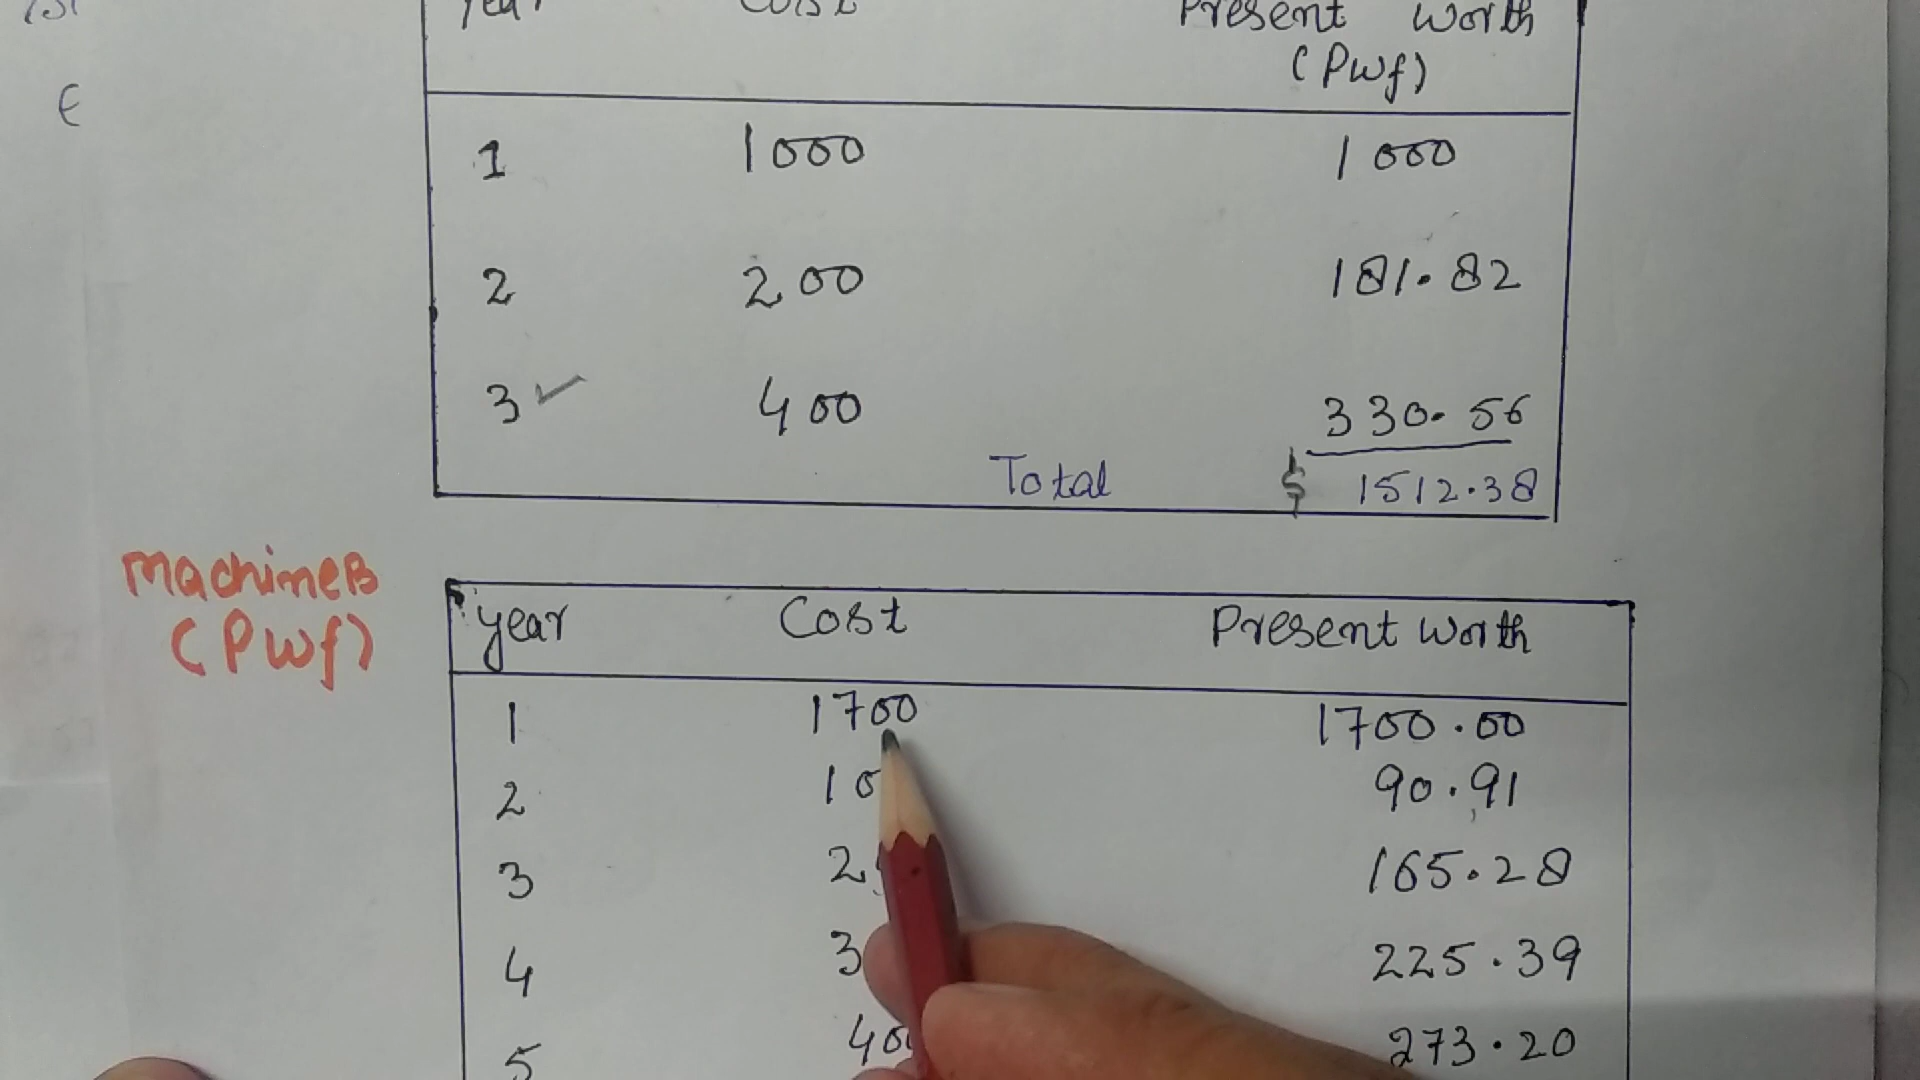 year Cost Present Worth
(Pwf)
1 1000 1000
2 200 181.82
3 ✓ 400 330.56
Total $ 1512.38
MachineB
(Pwf)
year Cost Present Worth
1 1700 1700.00
2 90.91
3 165.28
4 225.39
5 273.20